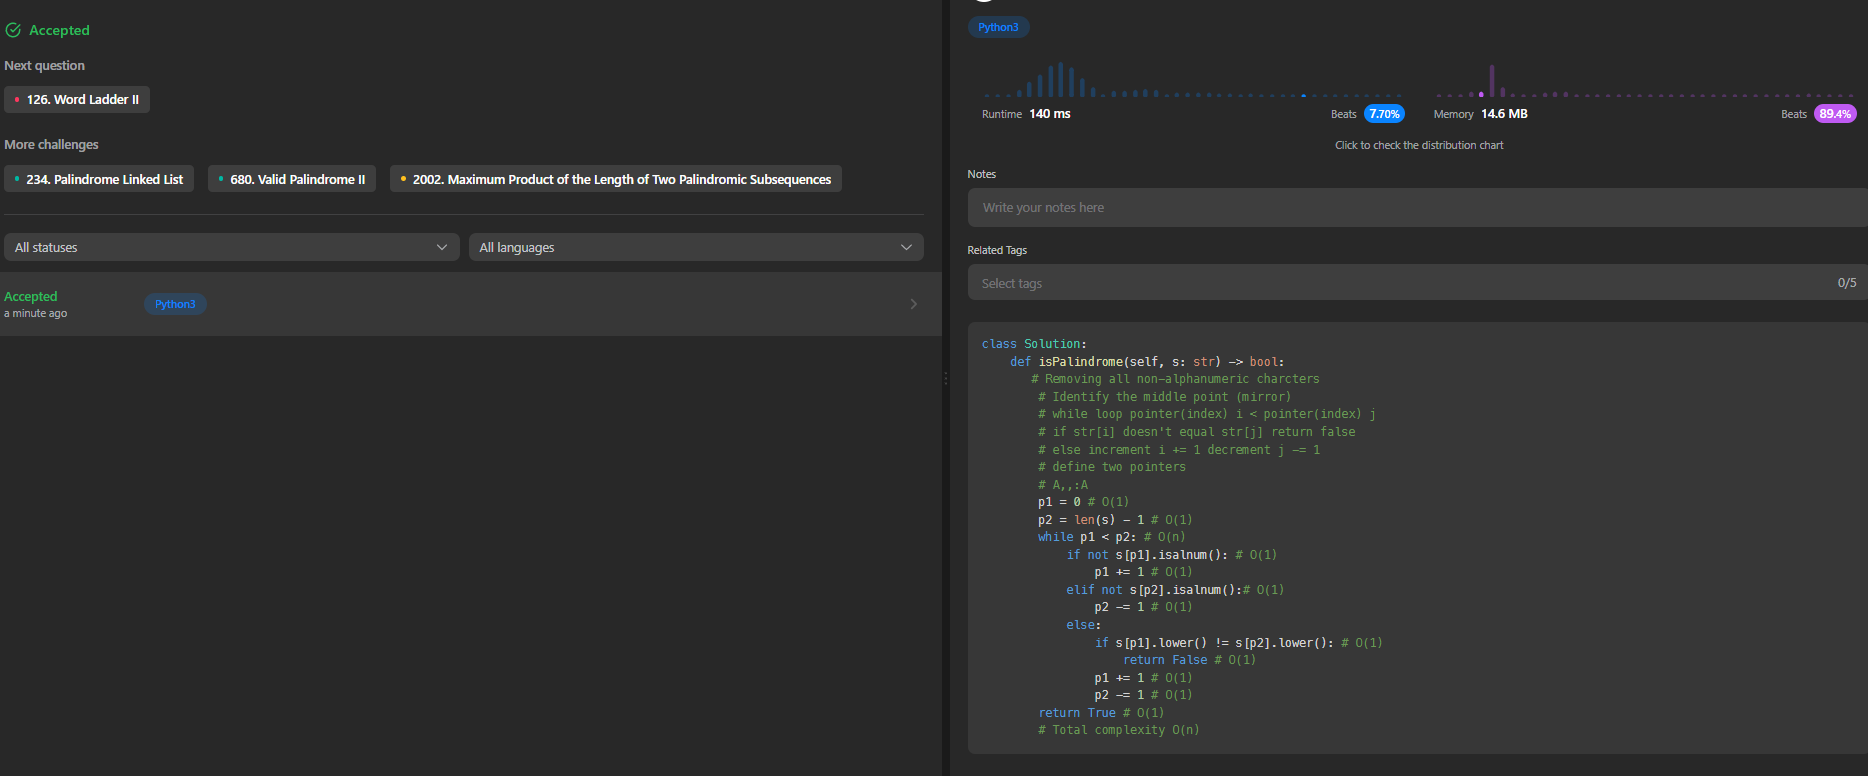 Accepted
Next question
126. Word Ladder II
More challenges
234. Palindrome Linked List
680. Valid Palindrome II
2002. Maximum Product of the Length of Two Palindromic Subsequences
All statuses
All languages
Accepted
a minute ago
Python3
Python3
Runtime 140 ms
Beats 7.70%
Memory 14.6 MB
Beats 89.4%
Click to check the distribution chart
Notes
Write your notes here
Related Tags
Select tags
0/5
class Solution:
    def isPalindrome(self, s: str) -> bool:
       # Removing all non-alphanumeric charcters
        # Identify the middle point (mirror)
        # while loop pointer(index) i < pointer(index) j
        # if str[i] doesn't equal str[j] return false
        # else increment i += 1 decrement j -= 1
        # define two pointers
        # A,,:A
        p1 = 0 # O(1)
        p2 = len(s) - 1 # O(1)
        while p1 < p2: # O(n)
            if not s[p1].isalnum(): # O(1)
                p1 += 1 # O(1)
            elif not s[p2].isalnum():# O(1)
                p2 -= 1 # O(1)
            else:
                if s[p1].lower() != s[p2].lower(): # O(1)
                    return False # O(1)
                p1 += 1 # O(1)
                p2 -= 1 # O(1)
        return True # O(1)
        # Total complexity O(n)